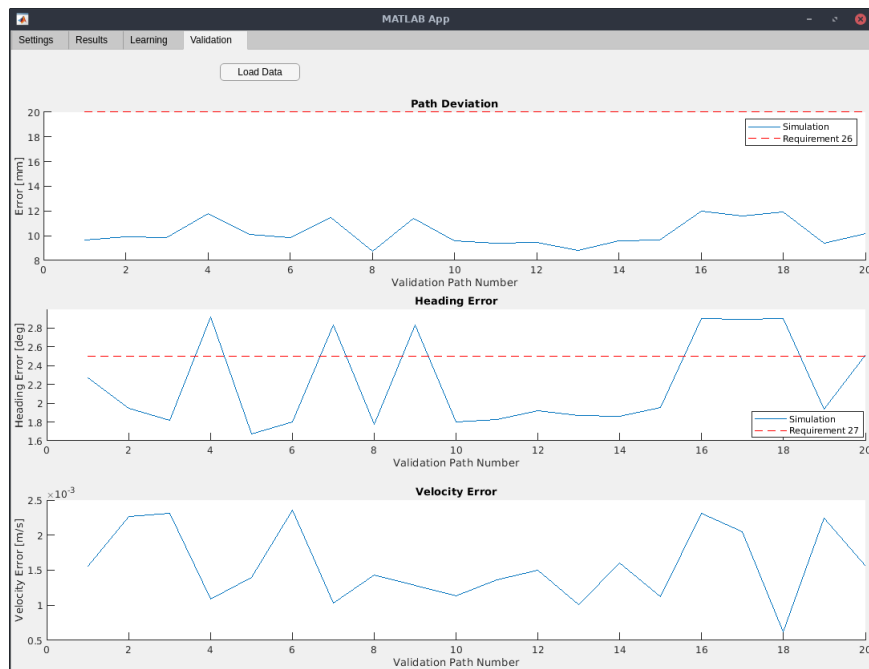 MATLAB App
Settings Results Learning Validation
Load Data
Path Deviation
20
18
16
14
12
10
8
Error [mm]
Simulation
Requirement 26
0 2 4 6 8 10 12 14 16 18 20
Validation Path Number
Heading Error
2.8
2.6
2.4
2.2
2
1.8
1.6
Heading Error [deg]
Simulation
Requirement 27
0 2 4 6 8 10 12 14 16 18 20
Validation Path Number
Velocity Error
×10-3
2.5
2
1.5
1
0.5
Velocity Error [m/s]
0 2 4 6 8 10 12 14 16 18 20
Validation Path Number